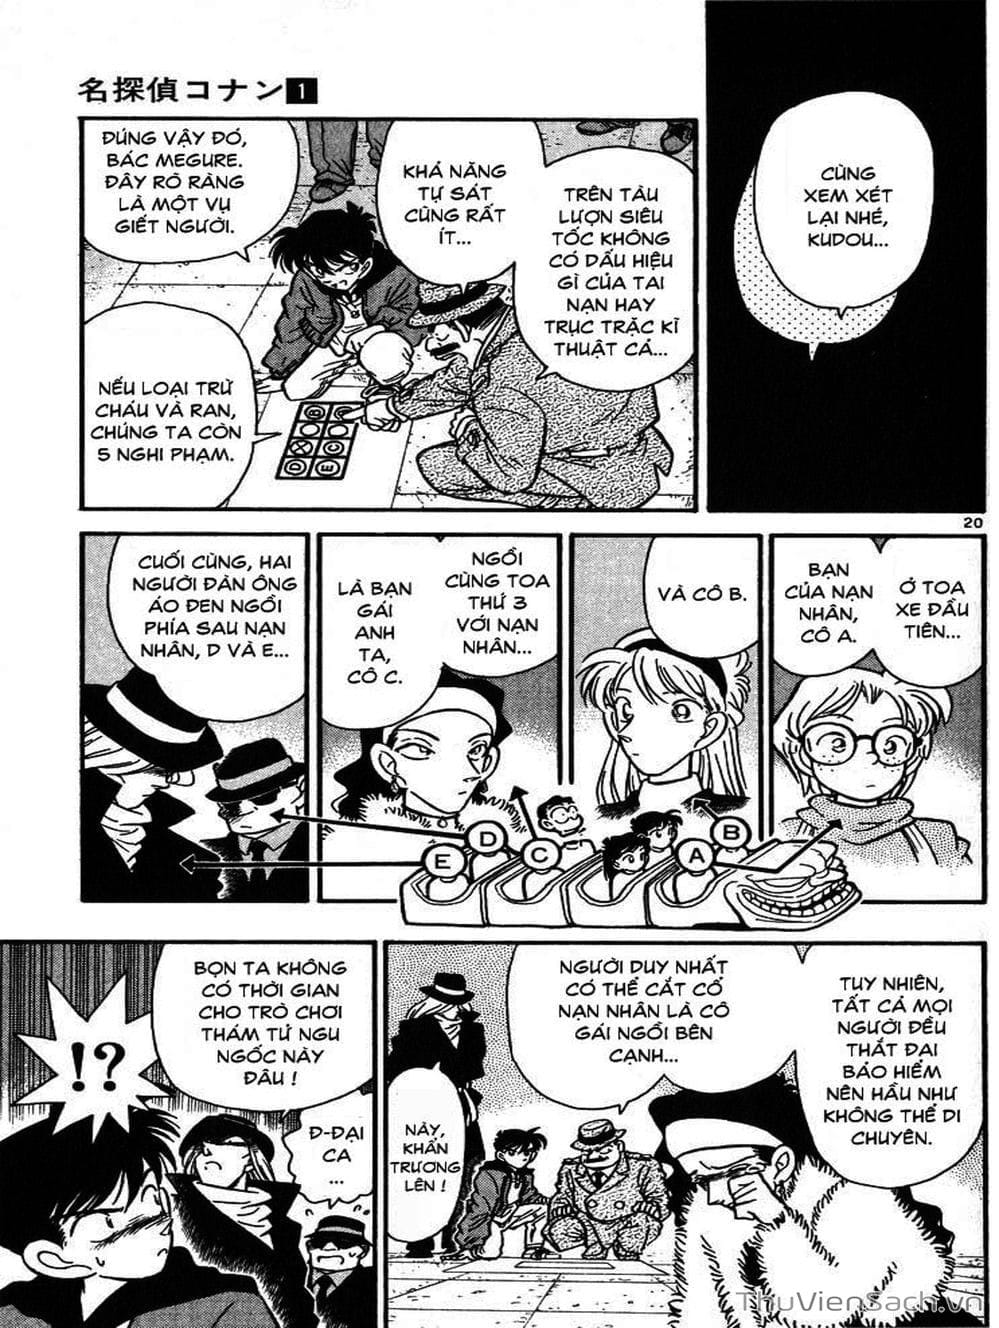 名探偵コナン 1
CÙNG
XEM XÉT
LẠI NHÉ,
KUDOU...
TRÊN TÀU
LƯỢN SIÊU
TỐC KHÔNG
CÓ DẤU HIỆU
GÌ CỦA TAI
NẠN HAY
TRỤC TRẶC KĨ
THUẬT CẢ...
KHẢ NĂNG
TỰ SÁT
CŨNG RẤT
ÍT...
ĐÚNG VẬY ĐÓ,
BÁC MEGURE.
ĐÂY RÕ RÀNG
LÀ MỘT VỤ
GIẾT NGƯỜI.
NẾU LOẠI TRỪ
CHÁU VÀ RAN,
CHÚNG TA CÒN
5 NGHI PHẠM.
E
20
Ở TOA
XE ĐẦU
TIÊN...
BẠN
CỦA NẠN
NHÂN,
CÔ A.
VÀ CÔ B.
NGỒI
CÙNG TOA
THỨ 3
VỚI NẠN
NHÂN...
LÀ BẠN
GÁI
ANH
TA,
CÔ C.
CUỐI CÙNG, HAI
NGƯỜI ĐÀN ÔNG
ÁO ĐEN NGỒI
PHÍA SAU NẠN
NHÂN, D VÀ E...
E
D
C
A
B
TUY NHIÊN,
TẤT CẢ MỌI
NGƯỜI ĐỀU
THẮT ĐAI
BẢO HIỂM
NÊN HẦU NHƯ
KHÔNG THỂ DI
CHUYỂN.
NGƯỜI DUY NHẤT
CÓ THỂ CẮT CỔ
NẠN NHÂN LÀ CÔ
GÁI NGỒI BÊN
CẠNH...
NÀY,
KHẨN
TRƯƠNG
LÊN !
BỌN TA KHÔNG
CÓ THỜI GIAN
CHO TRÒ CHƠI
THÁM TỬ NGU
NGỐC NÀY
ĐÂU !
Đ-ĐẠI
CA
...
!?
ThuVienSach.vn